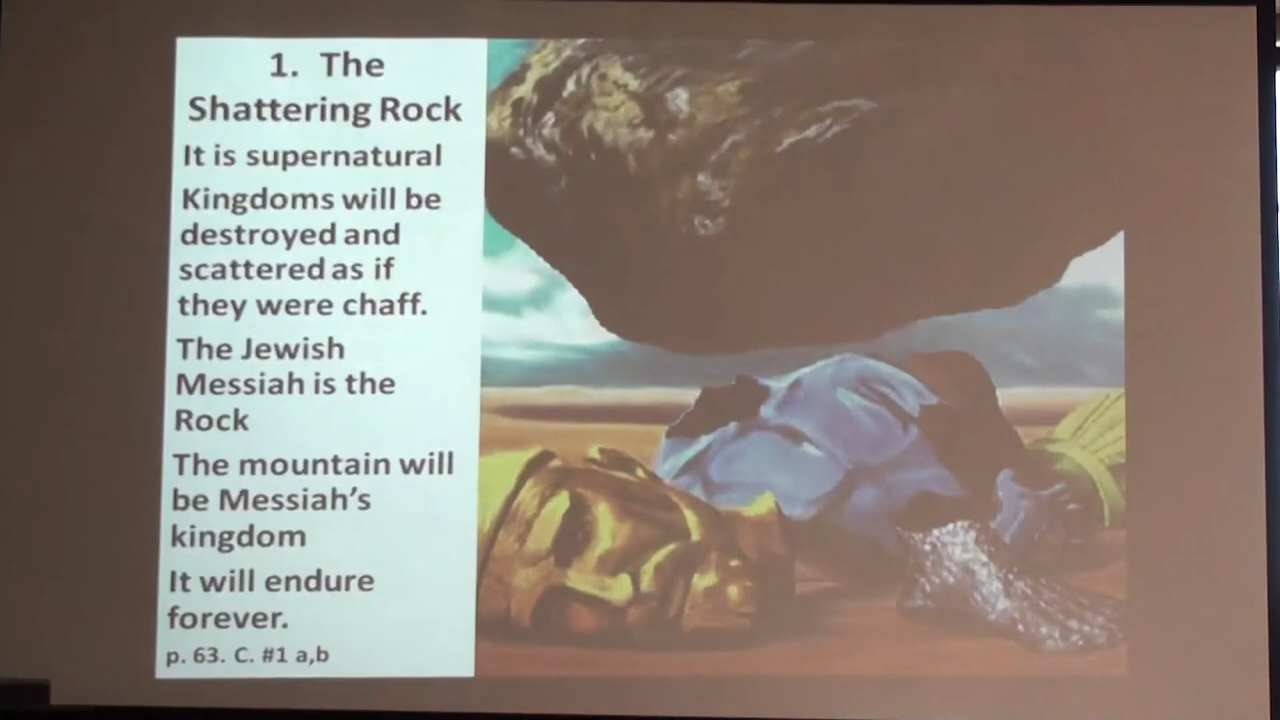 1. The
Shattering Rock
It is supernatural
Kingdoms will be
destroyed and
scattered as if
they were chaff.
The Jewish
Messiah is the
Rock
The mountain will
be Messiah's
kingdom
It will endure
forever.
p. 63. C. #1 a,b